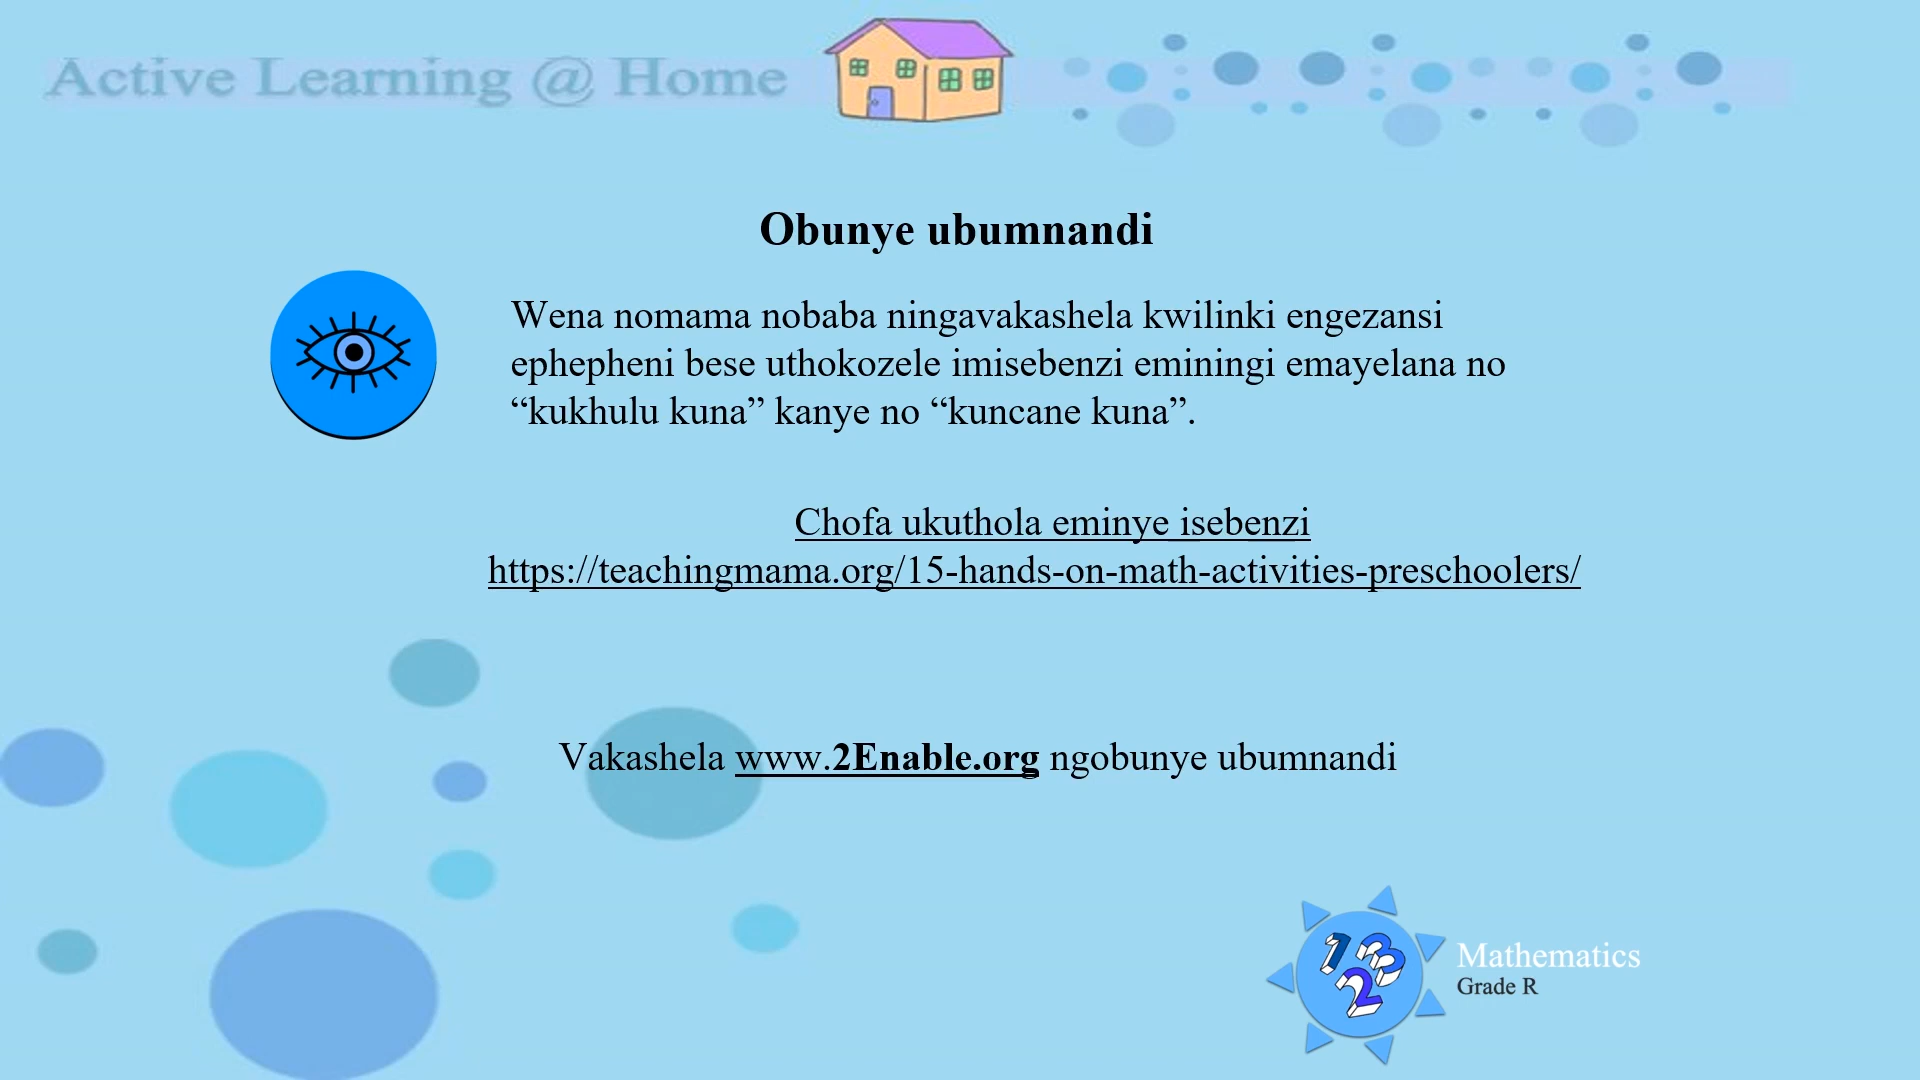 Active Learning @ Home
Obunye ubumnandi
Wena nomama nobaba ningavakashela kwilinki engezansi
ephepheni bese uthokozele imisebenzi eminingi emayelana no
“kukhulu kuna” kanye no “kuncane kuna”.
Chofa ukuthola eminye isebenzi
https://teachingmama.org/15-hands-on-math-activities-preschoolers/
Vakashela www.2Enable.org ngobunye ubumnandi
123
Mathematics
Grade R